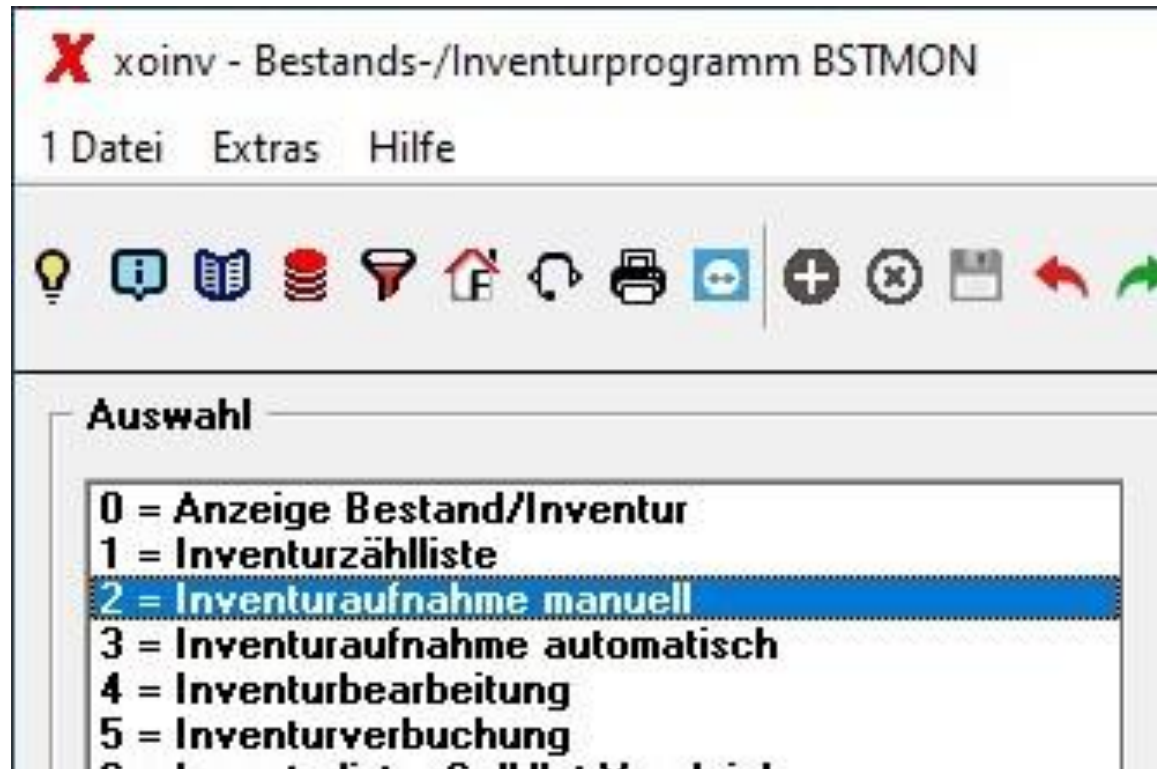 xoinv - Bestands-/Inventurprogramm BSTMON
1 Datei Extras Hilfe
Auswahl
0 = Anzeige Bestand/Inventur
1 = Inventurzählliste
2 = Inventuraufnahme manuell
3 = Inventuraufnahme automatisch
4 = Inventurbearbeitung
5 = Inventurverbuchung